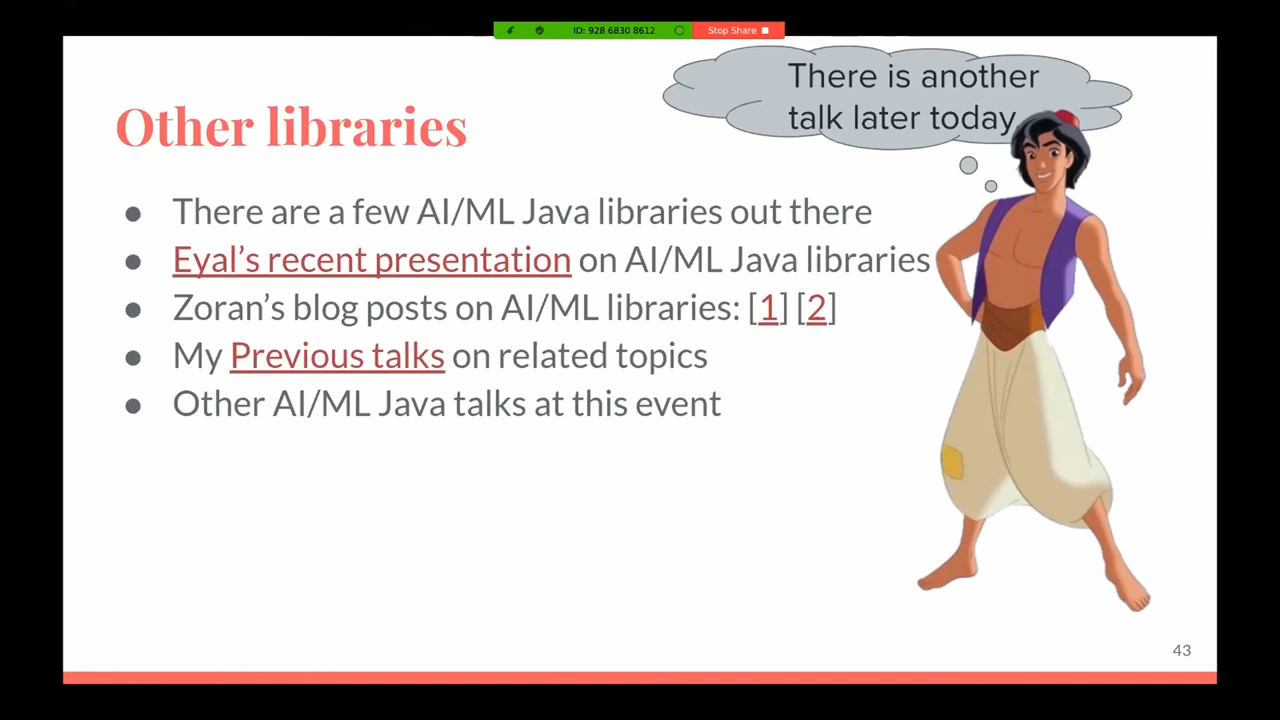 ID: 928 6830 8612
Stop Share
There is another
talk later today
Other libraries
● There are a few AI/ML Java libraries out there
● Eyal’s recent presentation on AI/ML Java libraries
● Zoran’s blog posts on AI/ML libraries: [1] [2]
● My Previous talks on related topics
● Other AI/ML Java talks at this event
43